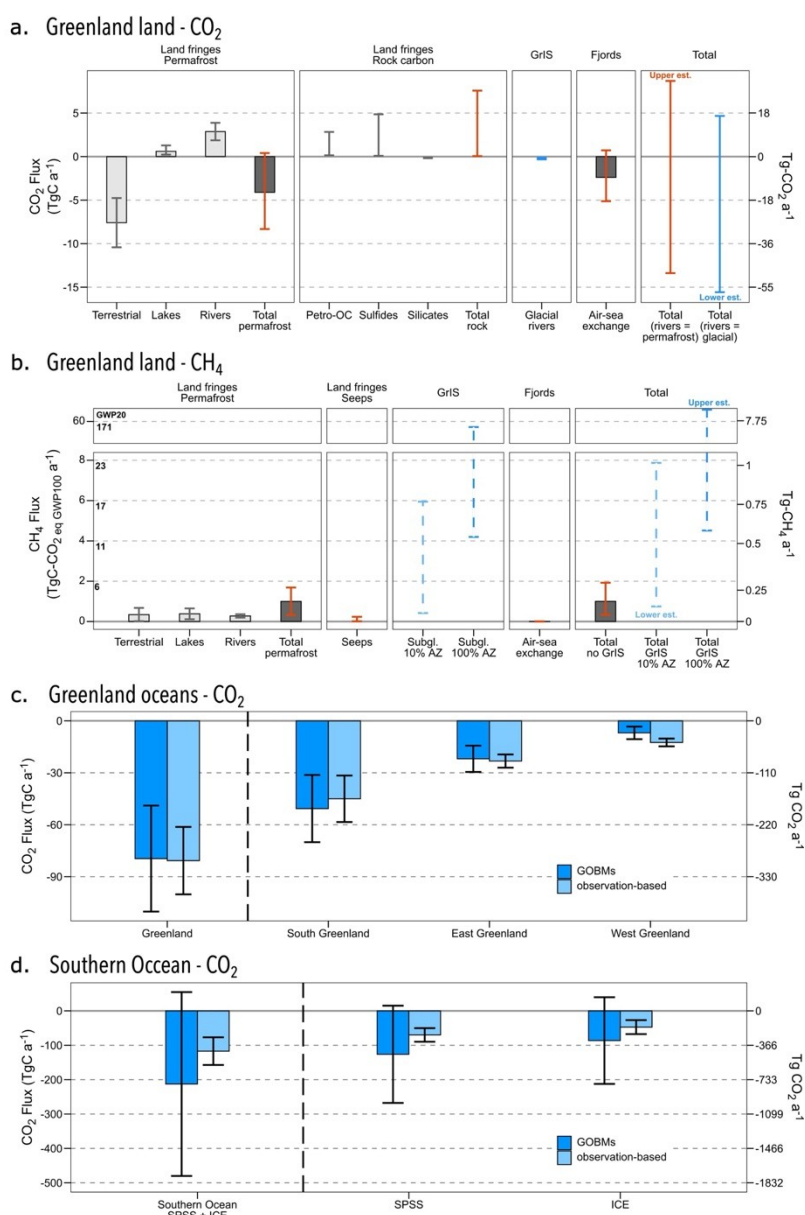 a. Greenland land - CO2
Land fringes
Permafrost
Land fringes
Rock carbon
GrIS
Fjords
Total
CO2 Flux
(TgC a-1)
5
0
-5
-10
-15
Upper est.
Lower est.
18
0
-18
-36
-55
Tg-CO2 a-1
Terrestrial
Lakes
Rivers
Total
permafrost
Petro-OC
Sulfides
Silicates
Total
rock
Glacial
rivers
Air-sea
exchange
Total
(rivers =
permafrost)
Total
(rivers =
glacial)
b. Greenland land - CH4
Land fringes
Permafrost
Land fringes
Seeps
GrIS
Fjords
Total
CH4 Flux
(TgC-CO2 eq GWP100 a-1)
60
8
6
4
2
0
GWP20
171
23
17
11
6
Upper est.
Lower est.
7.75
1
0.75
0.5
0.25
0
Tg-CH4 a-1
Terrestrial
Lakes
Rivers
Total
permafrost
Seeps
Subgl.
10% AZ
Subgl.
100% AZ
Air-sea
exchange
Total
no GrIS
Total
GrIS
10% AZ
Total
GrIS
100% AZ
c. Greenland oceans - CO2
CO2 Flux (TgC a-1)
0
-30
-60
-90
GOBMs
observation-based
0
-110
-220
-330
Tg CO2 a-1
Greenland
South Greenland
East Greenland
West Greenland
d. Southern Occean - CO2
CO2 Flux (TgC a-1)
0
-100
-200
-300
-400
-500
GOBMs
observation-based
0
-366
-733
-1099
-1466
-1832
Tg CO2 a-1
Southern Ocean
SPSS + ICE
SPSS
ICE